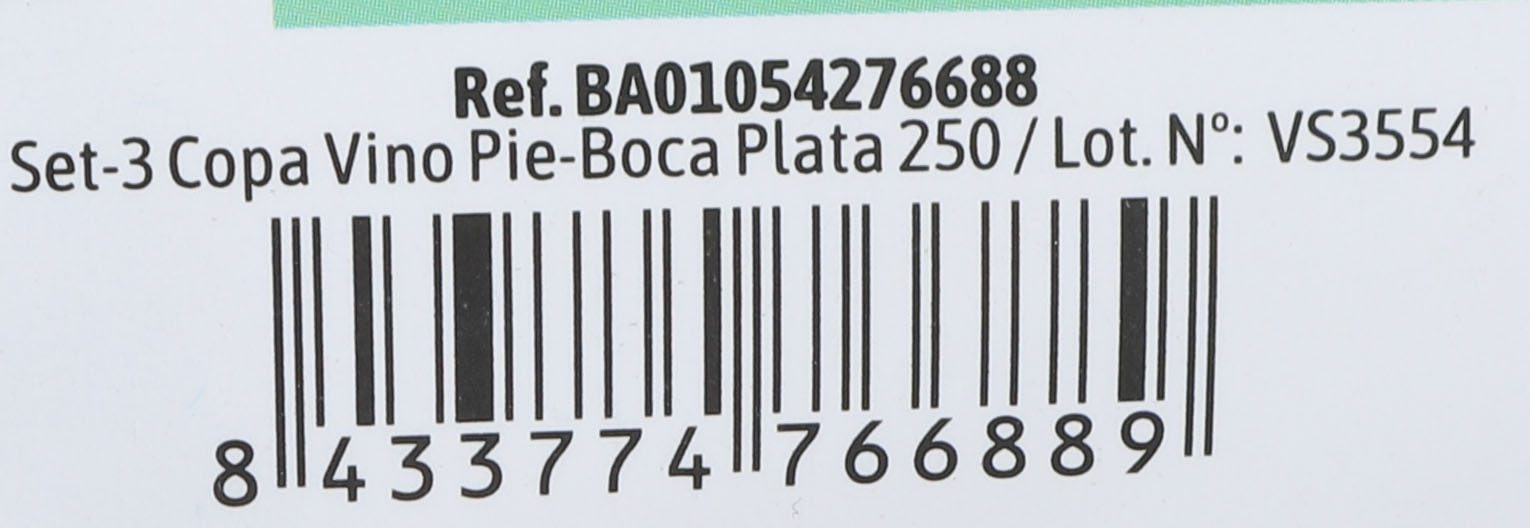 Ref. BA01054276688
Set-3 Copa Vino Pie-Boca Plata 250 / Lot. Nº: VS3554
8 433774 766889